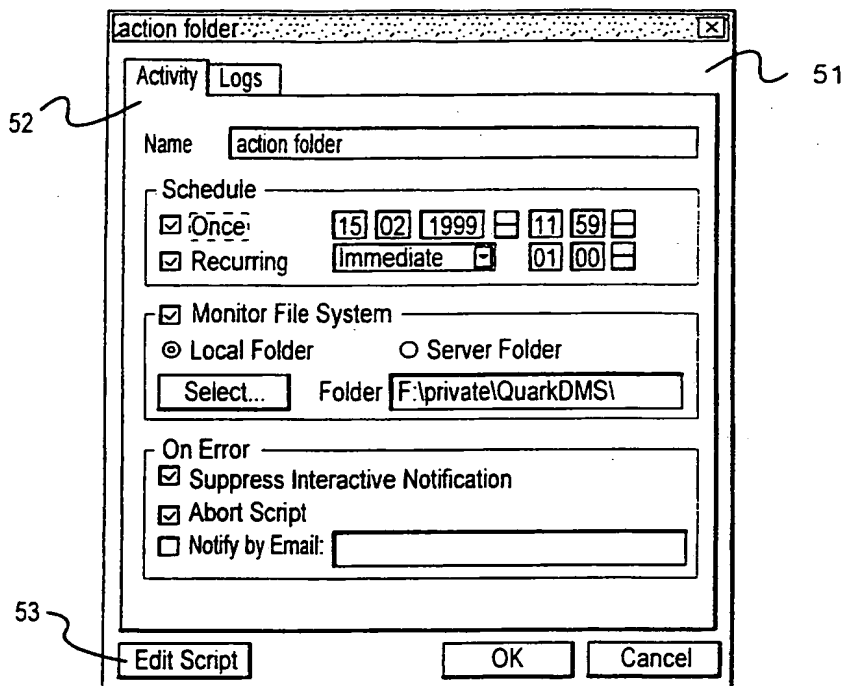 action folder
51
Activity Logs
52
Name action folder
Schedule
Once 15 02 1999 11 59
Recurring Immediate 01 00
Monitor File System
Local Folder Server Folder
Select... Folder F:\private\QuarkDMS\
On Error
Suppress Interactive Notification
Abort Script
Notify by Email:
53
Edit Script OK Cancel